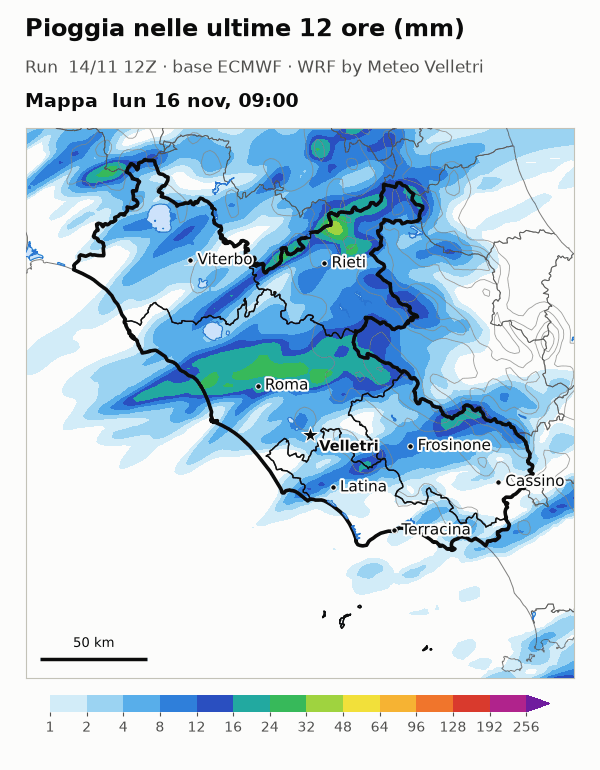 Pioggia nelle ultime 12 ore (mm)
Run  14/11 12Z · base ECMWF · WRF by Meteo Velletri
Mappa  lun 16 nov, 09:00
Viterbo
Rieti
Roma
Velletri
Frosinone
Cassino
Latina
Terracina
50 km
1 2 4 8 12 16 24 32 48 64 96 128 192 256